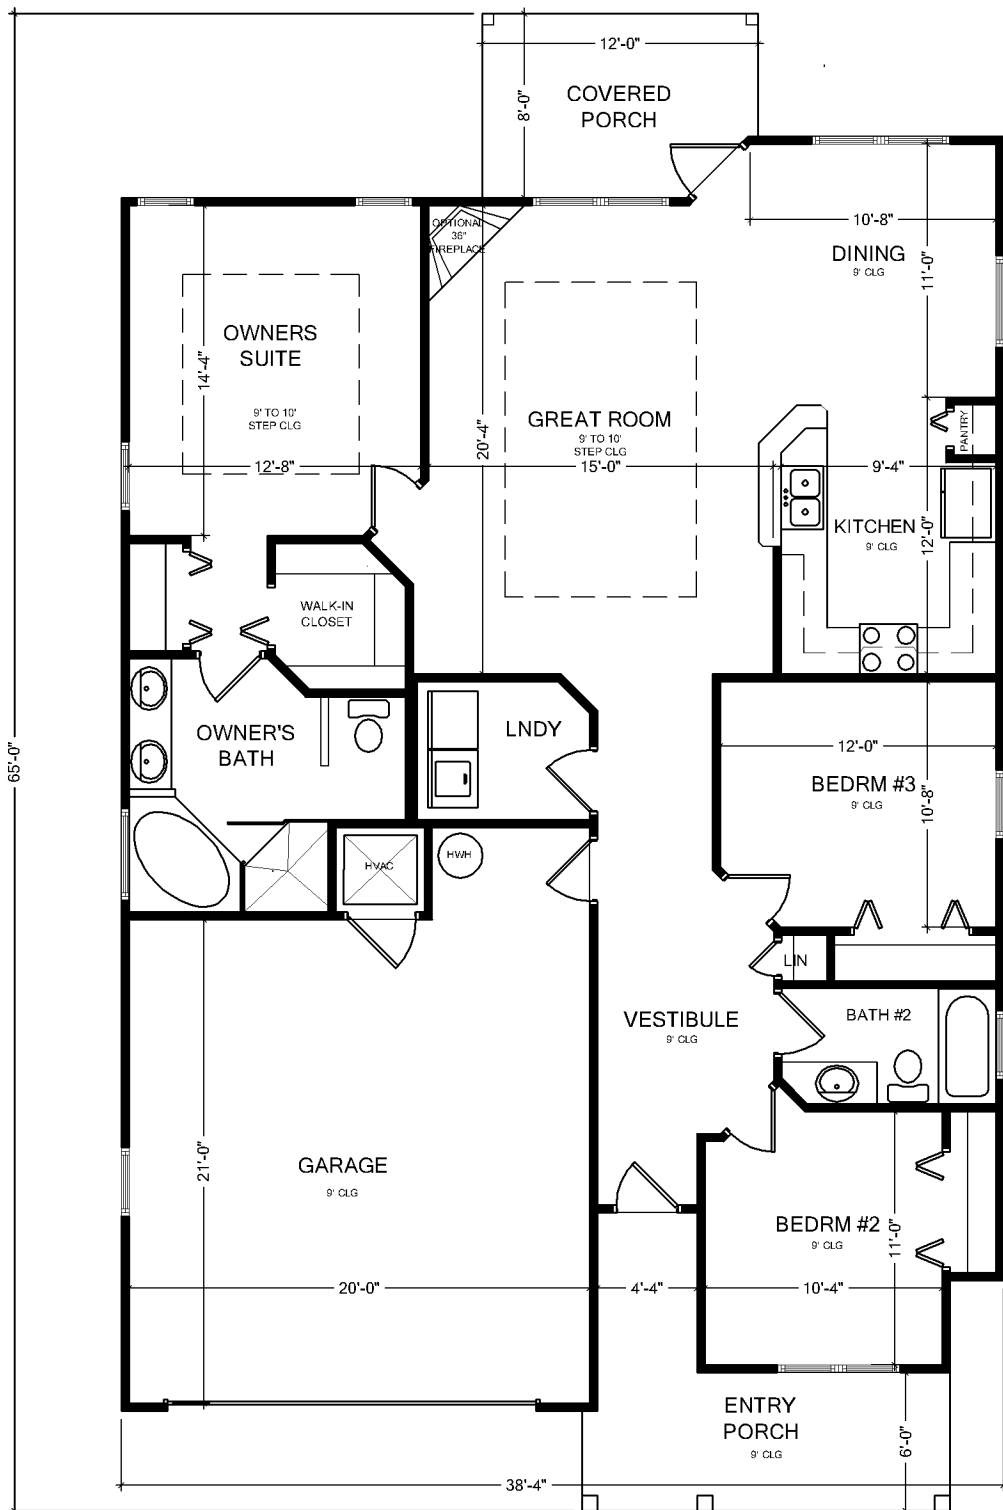 12'-0"
8'-0"
COVERED
PORCH
10'-8"
DINING
9' CLG
11'-0"
OPTIONAL
36"
FIREPLACE
OWNERS
SUITE
14'-4"
9' TO 10'
STEP CLG
12'-8"
GREAT ROOM
9' TO 10'
STEP CLG
20'-4"
15'-0"
PANTRY
9'-4"
KITCHEN
9' CLG
12'-0"
WALK-IN
CLOSET
OWNER'S
BATH
LNDY
12'-0"
BEDRM #3
9' CLG
10'-8"
65'-0"
HVAC
HWH
LIN
VESTIBULE
9' CLG
BATH #2
21'-0"
GARAGE
9' CLG
BEDRM #2
9' CLG
11'-0"
20'-0"
4'-4"
10'-4"
ENTRY
PORCH
9' CLG
6'-0"
38'-4"